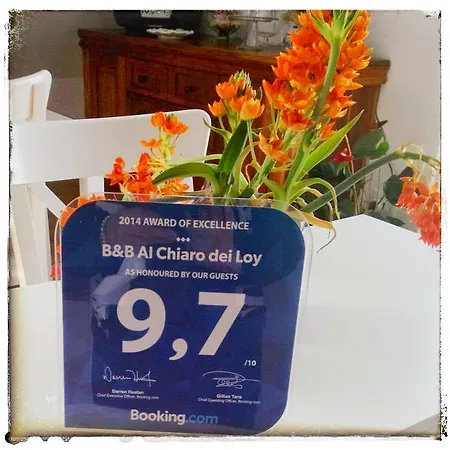 2014 AWARD OF EXCELLENCE
B&B Al Chiaro dei Loy
AS HONOURED BY OUR GUESTS
9,7
/10
Darren Huston
Chief Executive Officer, Booking.com
Gillian Tans
Chief Operating Officer, Booking.com
Booking.com